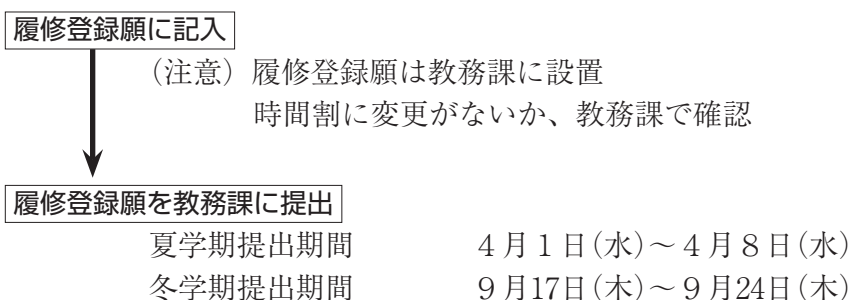 履修登録願に記入
（注意）履修登録願は教務課に設置
時間割に変更がないか、教務課で確認
履修登録願を教務課に提出
夏学期提出期間　４月１日(水)～４月８日(水)
冬学期提出期間　９月17日(木)～９月24日(木)